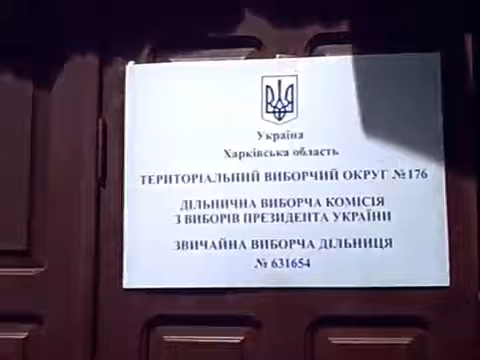 Україна
Харківська область
ТЕРИТОРІАЛЬНИЙ ВИБОРЧИЙ ОКРУГ №176
ДІЛЬНИЧНА ВИБОРЧА КОМІСІЯ
З ВИБОРІВ ПРЕЗИДЕНТА УКРАЇНИ
ЗВИЧАЙНА ВИБОРЧА ДІЛЬНИЦЯ
№ 631654